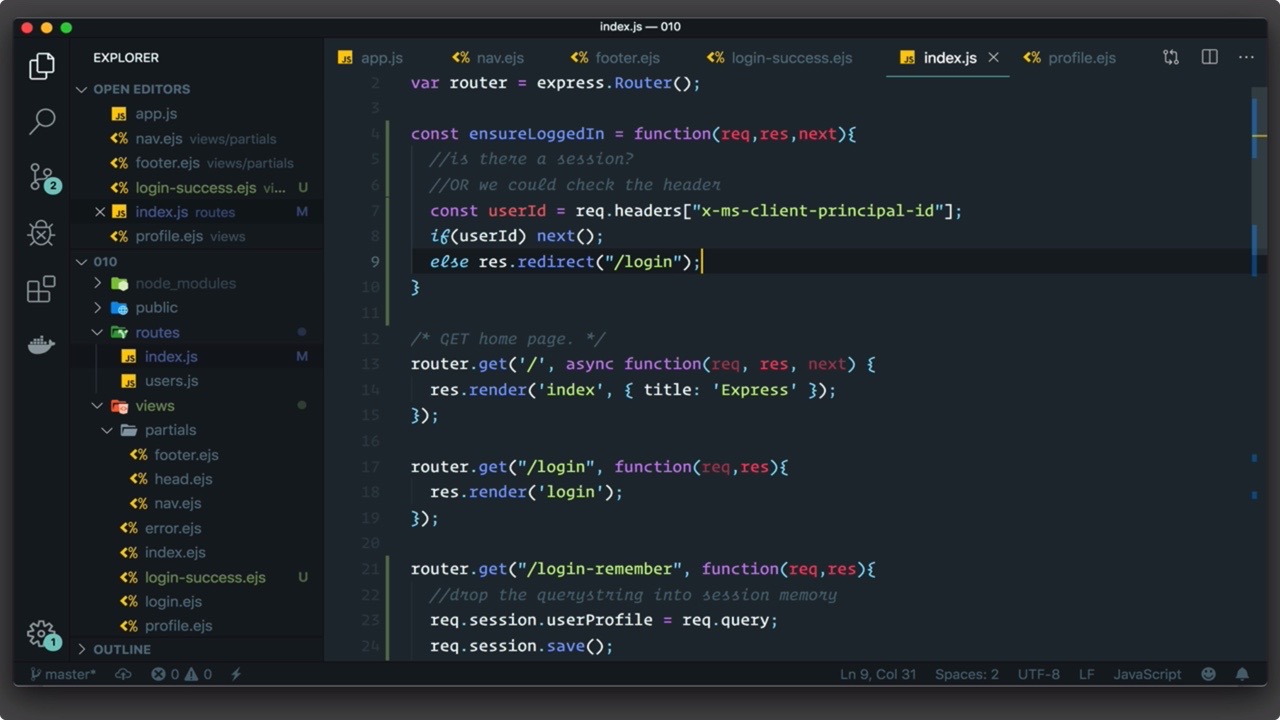 index.js — 010
EXPLORER
OPEN EDITORS
app.js
nav.ejs views/partials
footer.ejs views/partials
login-success.ejs vi... U
index.js routes M
profile.ejs views
010
node_modules
public
routes
index.js M
users.js
views
partials
footer.ejs
head.ejs
nav.ejs
error.ejs
index.ejs
login-success.ejs U
login.ejs
profile.ejs
OUTLINE
2
1
app.js nav.ejs footer.ejs login-success.ejs index.js profile.ejs
2 var router = express.Router();
3
4 const ensureLoggedIn = function(req,res,next){
5 //is there a session?
6 //OR we could check the header
7 const userId = req.headers["x-ms-client-principal-id"];
8 if(userId) next();
9 else res.redirect("/login");
10 }
11
12 /* GET home page. */
13 router.get('/', async function(req, res, next) {
14 res.render('index', { title: 'Express' });
15 });
16
17 router.get("/login", function(req,res){
18 res.render('login');
19 });
20
21 router.get("/login-remember", function(req,res){
22 //drop the querystring into session memory
23 req.session.userProfile = req.query;
24 req.session.save();
master* 0 0 Ln 9, Col 31 Spaces: 2 UTF-8 LF JavaScript